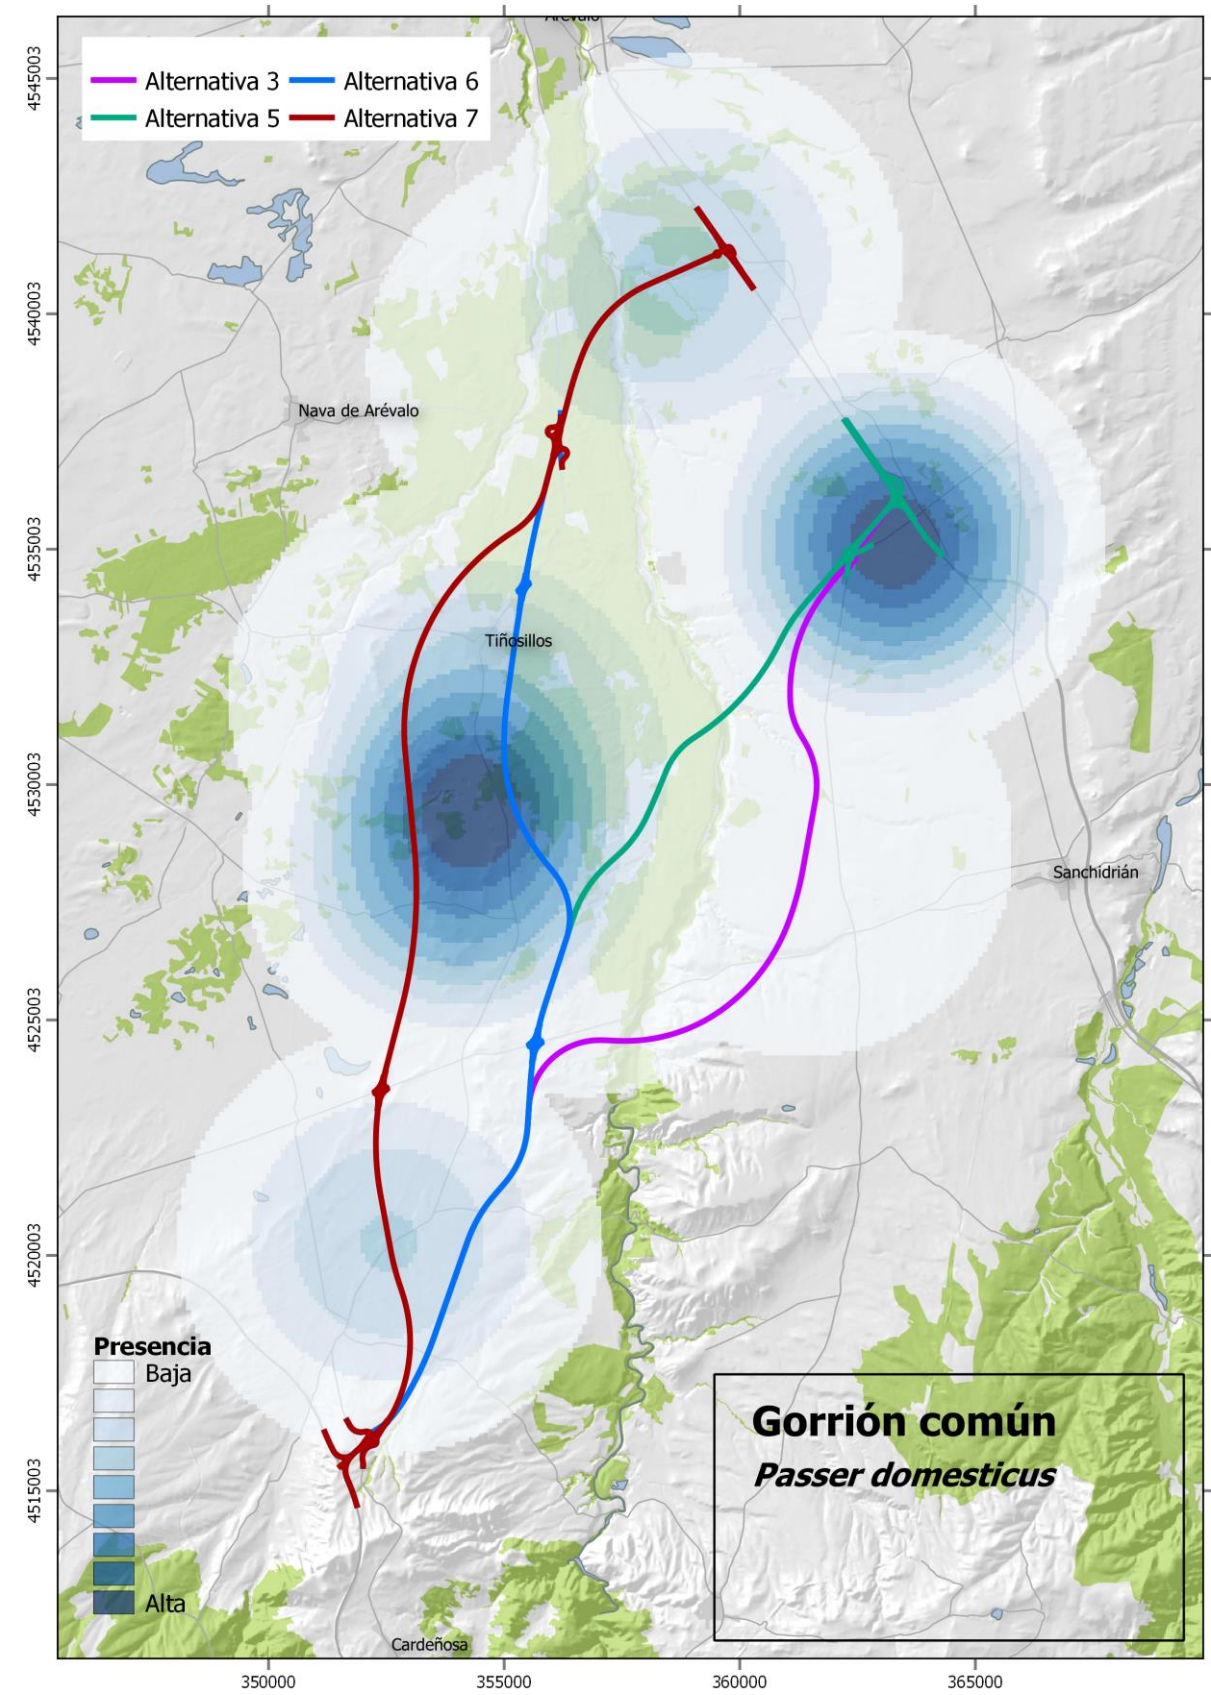 Arévalo
Alternativa 3
Alternativa 6
Alternativa 5
Alternativa 7
4545003
4540003
4535003
4530003
4525003
4520003
4515003
Nava de Arévalo
Tiñosillos
Sanchidrián
Presencia
Baja
Alta
Gorrión común
Passer domesticus
Cardeñosa
350000
355000
360000
365000